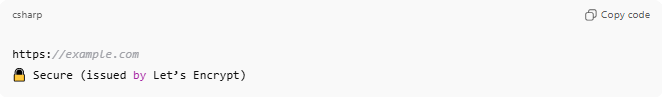 csharp Copy code
https://example.com
🔒 Secure (issued by Let’s Encrypt)